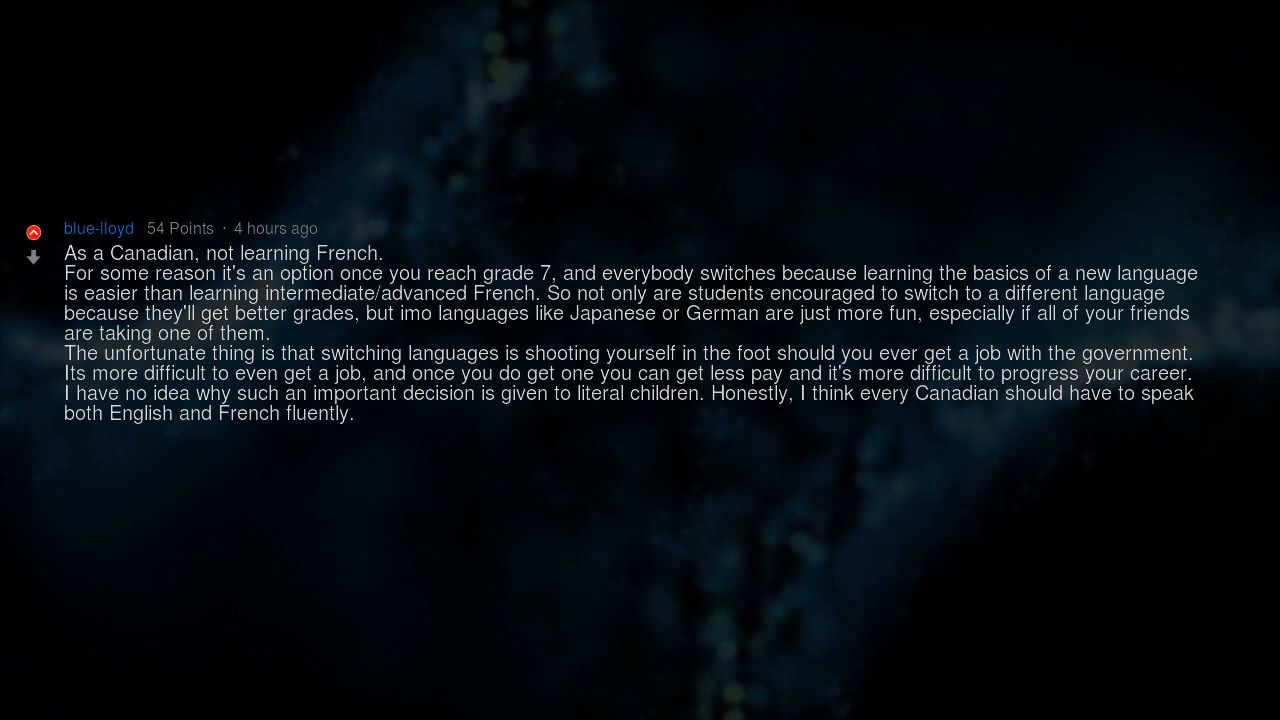 blue-lloyd 54 Points · 4 hours ago
As a Canadian, not learning French.
For some reason it's an option once you reach grade 7, and everybody switches because learning the basics of a new language
is easier than learning intermediate/advanced French. So not only are students encouraged to switch to a different language
because they'll get better grades, but imo languages like Japanese or German are just more fun, especially if all of your friends
are taking one of them.
The unfortunate thing is that switching languages is shooting yourself in the foot should you ever get a job with the government.
Its more difficult to even get a job, and once you do get one you can get less pay and it's more difficult to progress your career.
I have no idea why such an important decision is given to literal children. Honestly, I think every Canadian should have to speak
both English and French fluently.